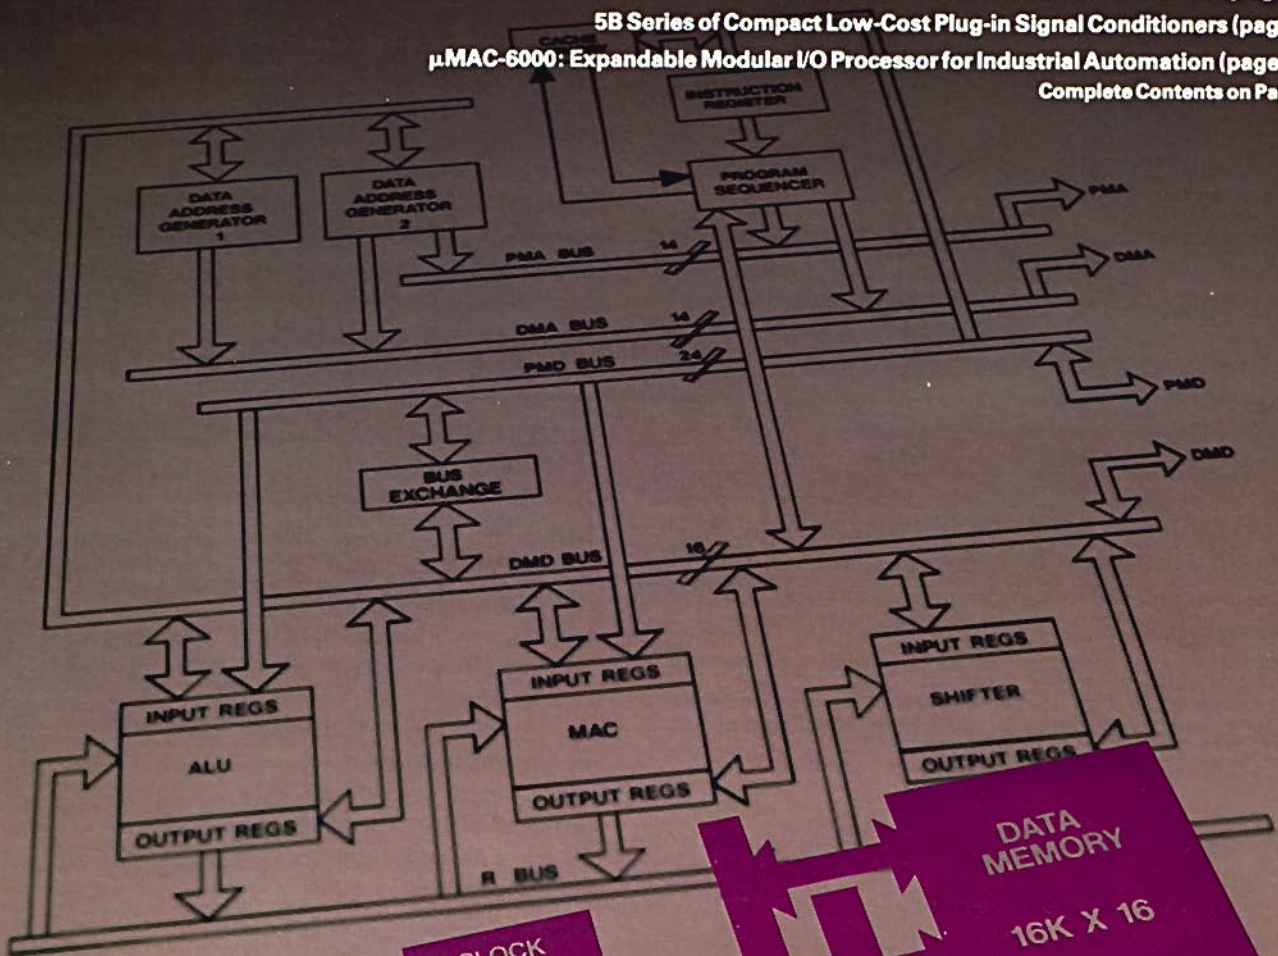 5B Series of Compact Low-Cost Plug-in Signal Conditioners (pag
µMAC-6000: Expandable Modular I/O Processor for Industrial Automation (page
Complete Contents on Pa
CACHE
INSTRUCTION
REGISTER
PROGRAM
SEQUENCER
DATA
ADDRESS
GENERATOR
1
DATA
ADDRESS
GENERATOR
2
PMA BUS
14
PMA
DMA BUS
14
DMA
PMD BUS
24
PMD
BUS
EXCHANGE
DMD BUS
16
DMD
INPUT REGS
ALU
OUTPUT REGS
INPUT REGS
MAC
OUTPUT REGS
INPUT REGS
SHIFTER
OUTPUT REGS
R BUS
DATA
MEMORY
16K X 16
CLOCK